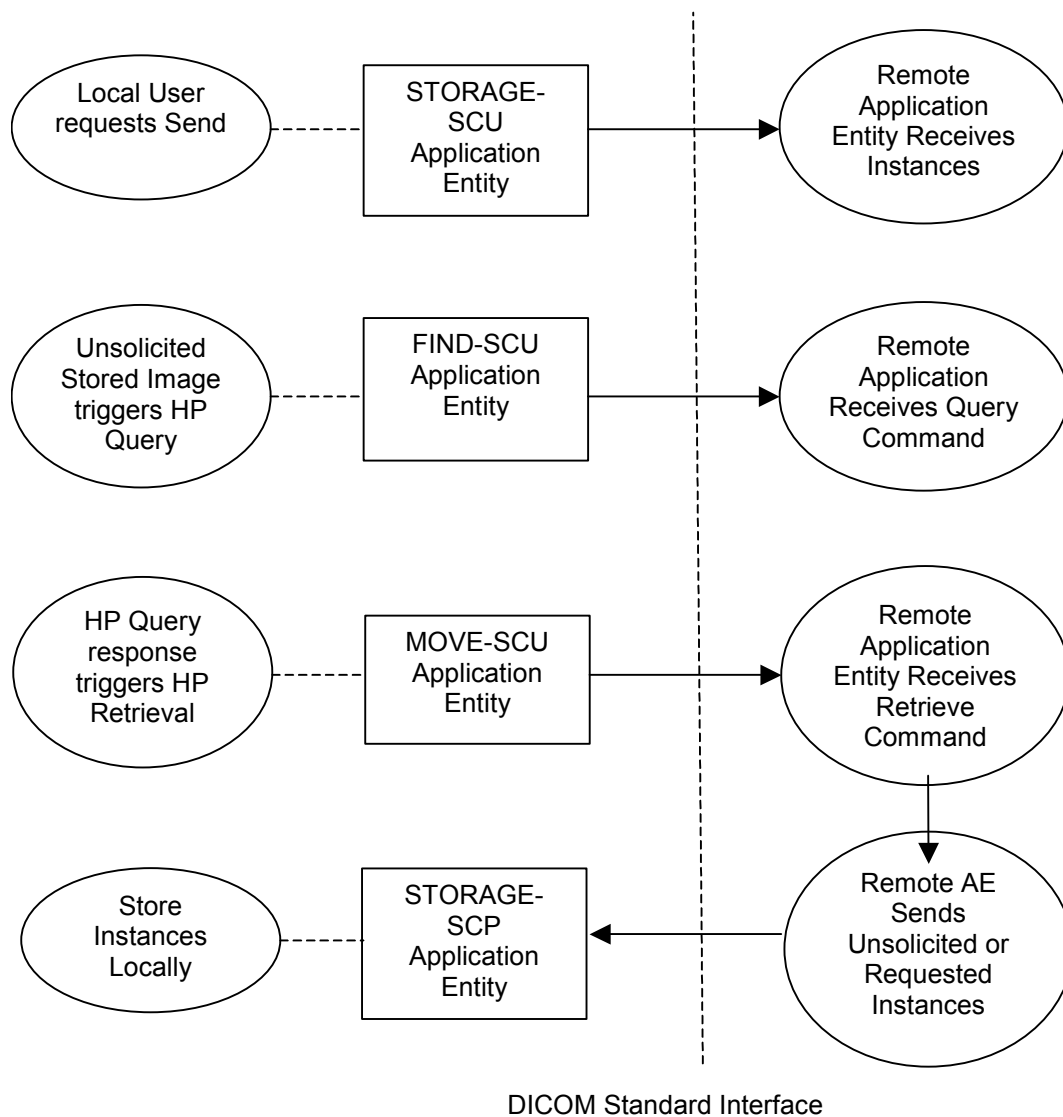 Local User
requests Send
STORAGE-
SCU
Application
Entity
Remote
Application
Entity Receives
Instances
Unsolicited
Stored Image
triggers HP
Query
FIND-SCU
Application
Entity
Remote
Application
Receives Query
Command
HP Query
response
triggers HP
Retrieval
MOVE-SCU
Application
Entity
Remote
Application
Entity Receives
Retrieve
Command
Store
Instances
Locally
STORAGE-
SCP
Application
Entity
Remote AE
Sends
Unsolicited or
Requested
Instances
DICOM Standard Interface